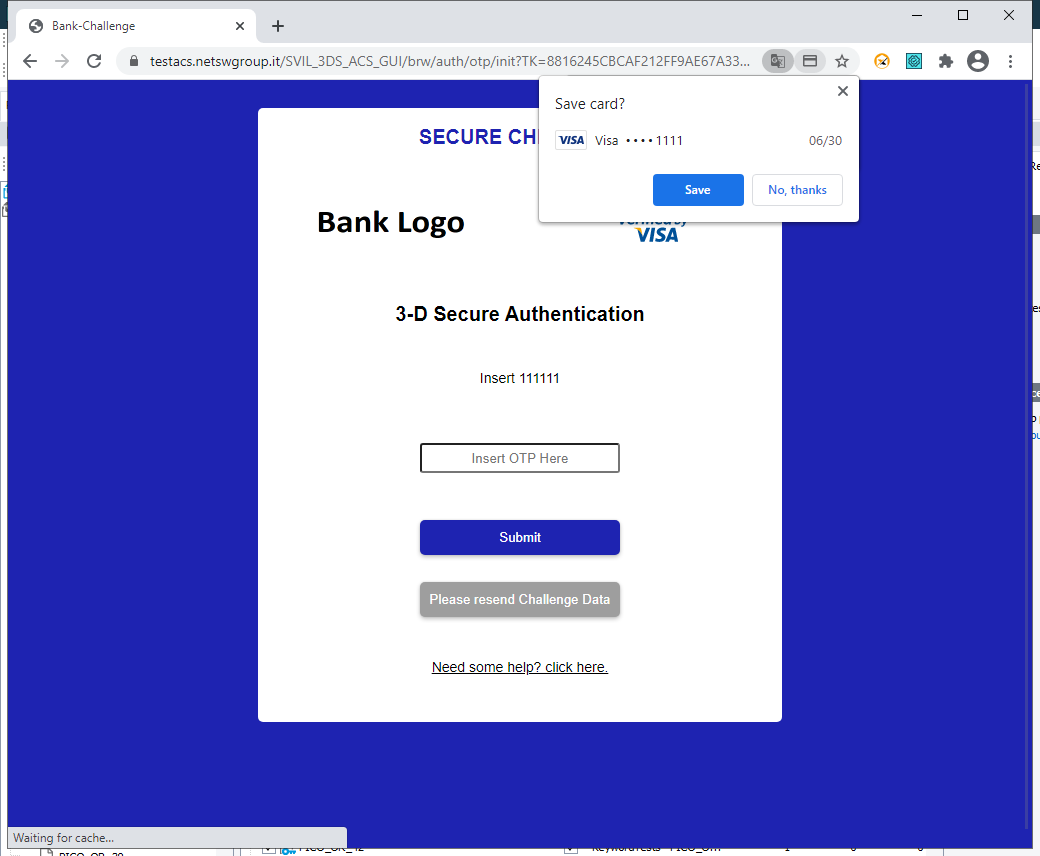 Bank-Challenge
testacs.netswgroup.it/SVIL_3DS_ACS_GUI/brw/auth/otp/init?TK=8816245CBCAF212FF9AE67A33...
Save card?
VISA Visa •••• 1111 06/30
Save No, thanks
SECURE CH
Bank Logo
Verified by
VISA
3-D Secure Authentication
Insert 111111
Insert OTP Here
Submit
Please resend Challenge Data
Need some help? click here.
Waiting for cache...